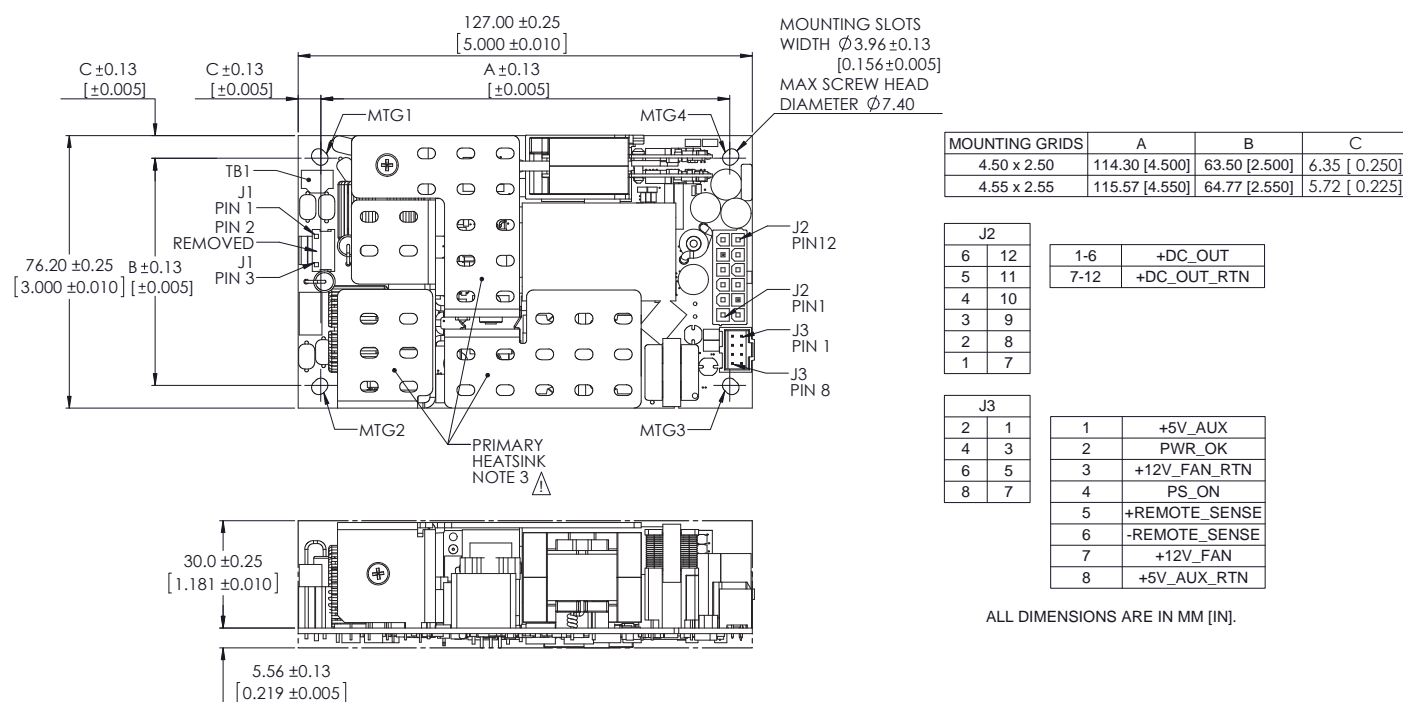 127.00 ±0.25
[5.000 ±0.010]
MOUNTING SLOTS
WIDTH Ø3.96±0.13
[0.156±0.005]
MAX SCREW HEAD
DIAMETER Ø7.40
C ±0.13
[±0.005]
C ±0.13
[±0.005]
A ±0.13
[±0.005]
MTG1
MTG4
TB1
J1
PIN 1
PIN 2
REMOVED
J1
PIN 3
76.20 ±0.25
[3.000 ±0.010]
B ±0.13
[±0.005]
J2
PIN12
J2
PIN1
J3
PIN 1
J3
PIN 8
MTG2
MTG3
PRIMARY
HEATSINK
NOTE 3 !
30.0 ±0.25
[1.181 ±0.010]
5.56 ±0.13
[0.219 ±0.005]
MOUNTING GRIDS A B C
4.50 x 2.50 114.30 [4.500] 63.50 [2.500] 6.35 [ 0.250]
4.55 x 2.55 115.57 [4.550] 64.77 [2.550] 5.72 [ 0.225]
J2
6 12
5 11
4 10
3 9
2 8
1 7
1-6 +DC_OUT
7-12 +DC_OUT_RTN
J3
2 1
4 3
6 5
8 7
1 +5V_AUX
2 PWR_OK
3 +12V_FAN_RTN
4 PS_ON
5 +REMOTE_SENSE
6 -REMOTE_SENSE
7 +12V_FAN
8 +5V_AUX_RTN
ALL DIMENSIONS ARE IN MM [IN].